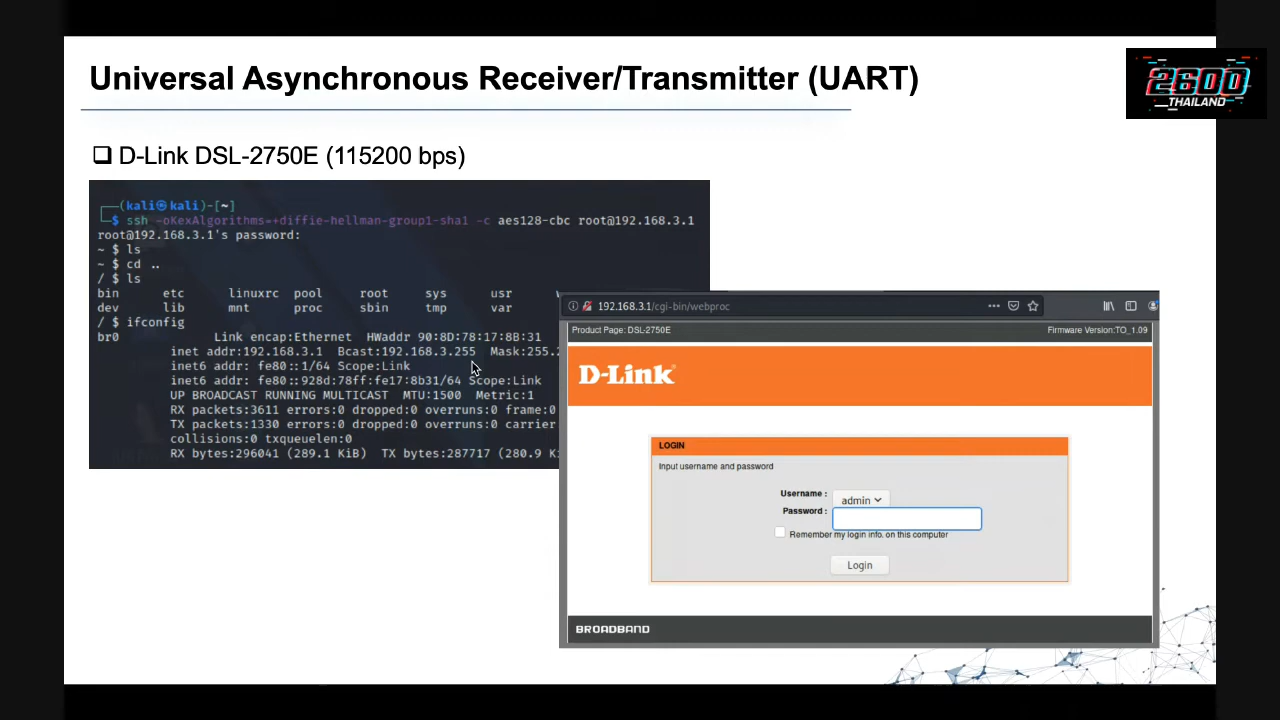 Universal Asynchronous Receiver/Transmitter (UART)
2600
THAILAND
D-Link DSL-2750E (115200 bps)
┌──(kali㉿kali)-[~]
└─$ ssh -oKexAlgorithms=+diffie-hellman-group1-sha1 -c aes128-cbc root@192.168.3.1
root@192.168.3.1's password:
~ $ ls
~ $ cd ..
/ $ ls
bin etc linuxrc pool root sys usr
dev lib mnt proc sbin tmp var
/ $ ifconfig
br0 Link encap:Ethernet HWaddr 90:8D:78:17:8B:31
inet addr:192.168.3.1 Bcast:192.168.3.255 Mask:255.2
inet6 addr: fe80::1/64 Scope:Link
inet6 addr: fe80::928d:78ff:fe17:8b31/64 Scope:Link
UP BROADCAST RUNNING MULTICAST MTU:1500 Metric:1
RX packets:3611 errors:0 dropped:0 overruns:0 frame:0
TX packets:1330 errors:0 dropped:0 overruns:0 carrier
collisions:0 txqueuelen:0
RX bytes:296041 (289.1 KiB) TX bytes:287717 (280.9 K
192.168.3.1/cgi-bin/webproc
Product Page: DSL-2750E Firmware Version:TO_1.09
D-Link
LOGIN
Input username and password
Username : admin
Password :
Remember my login info. on this computer
Login
BROADBAND